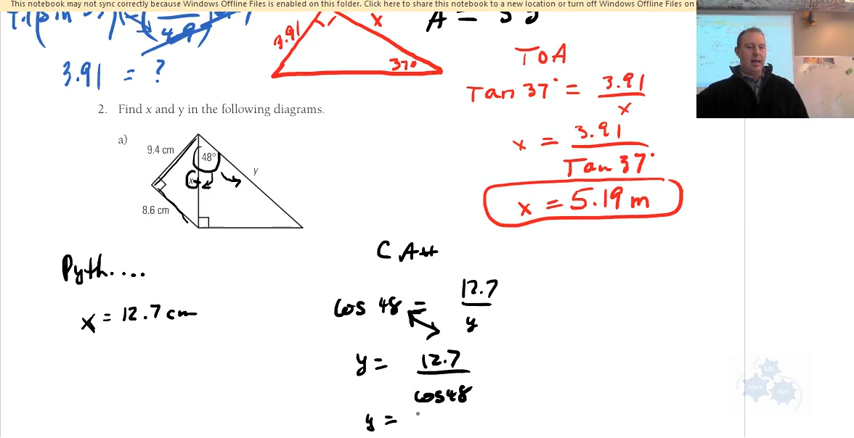 This notebook may not sync correctly because Windows Offline Files is enabled on this folder. Click here to share this notebook to a new location or turn off Windows Offline Files on
3.91 = ?
3.91
x
37°
TOA
Tan 37° = 3.91
x
x = 3.91
Tan 37°
x = 5.19 m
2. Find x and y in the following diagrams.
a)
9.4 cm
48°
x
y
8.6 cm
Pyth....
x = 12.7 cm
CAH
cos 48 = 12.7
y
y = 12.7
cos 48
y =